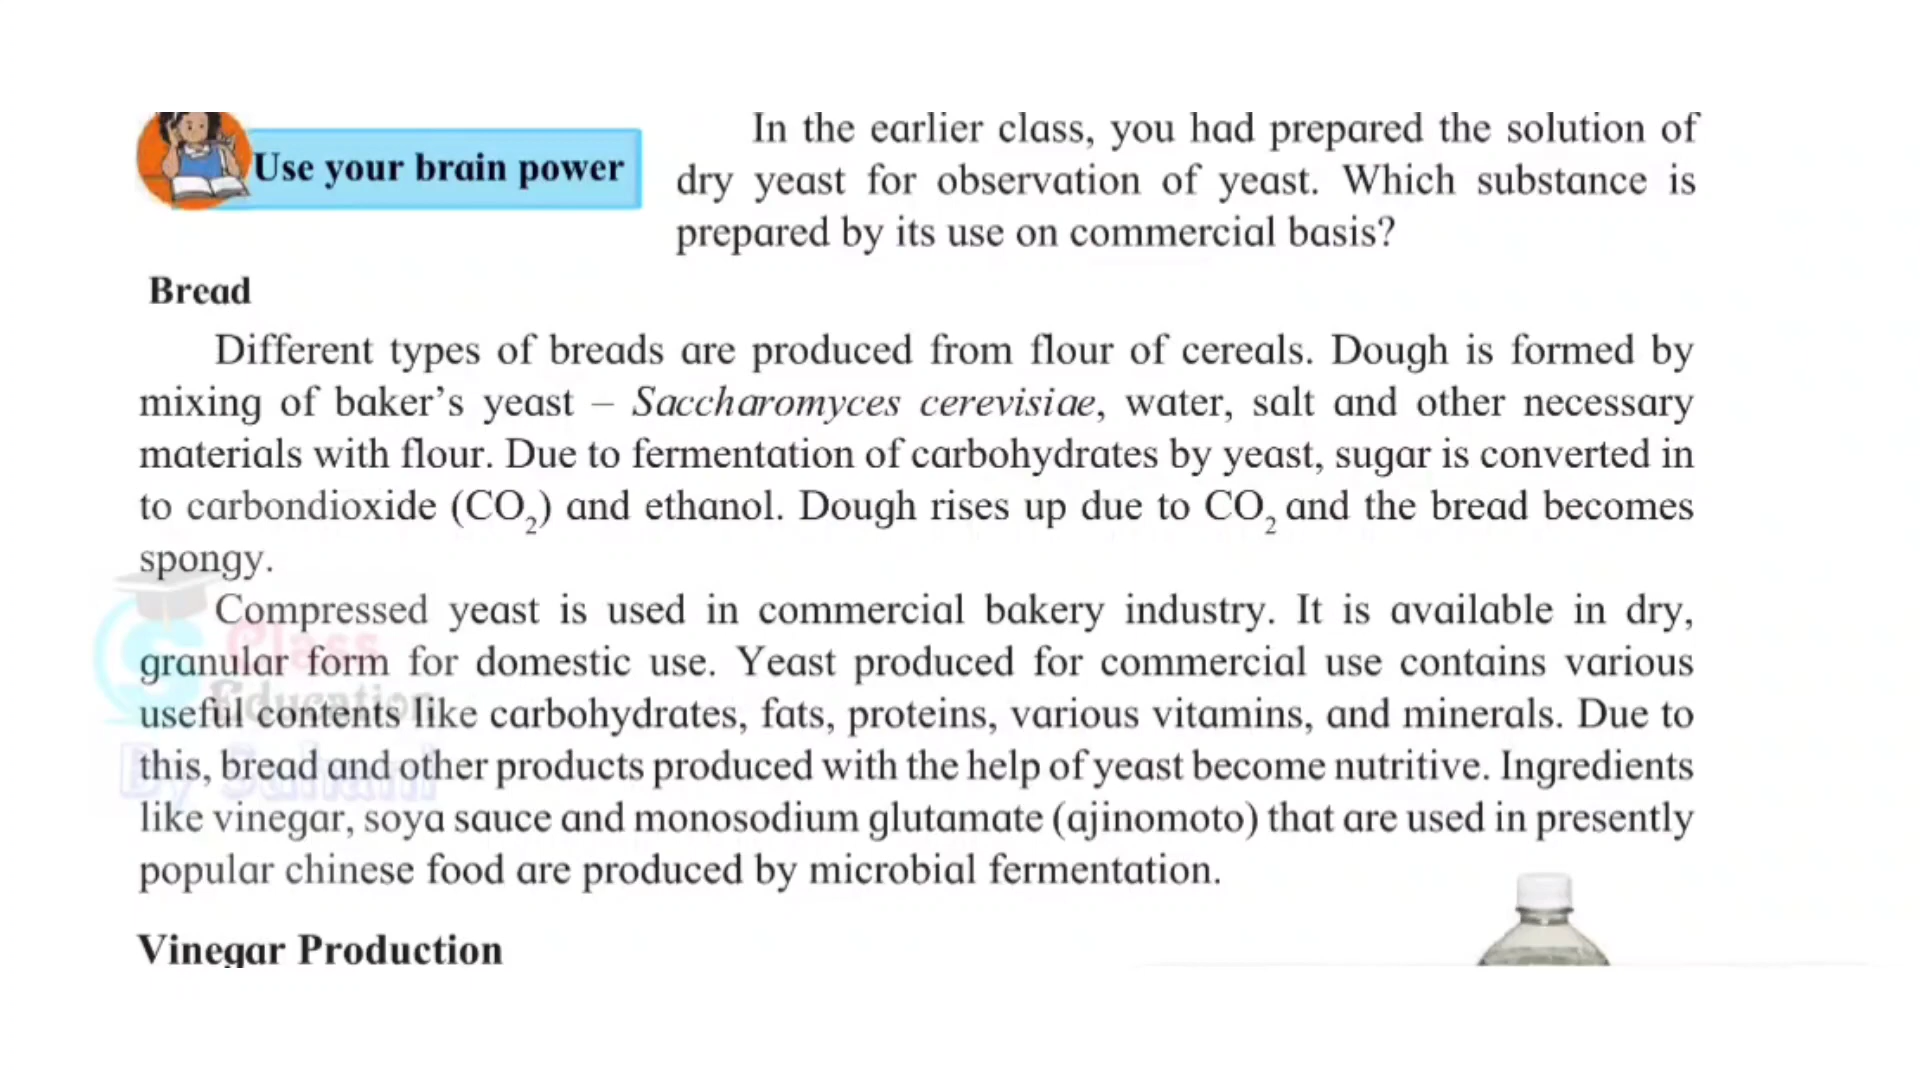 Use your brain power
In the earlier class, you had prepared the solution of
dry yeast for observation of yeast. Which substance is
prepared by its use on commercial basis?
Bread
Different types of breads are produced from flour of cereals. Dough is formed by
mixing of baker's yeast – Saccharomyces cerevisiae, water, salt and other necessary
materials with flour. Due to fermentation of carbohydrates by yeast, sugar is converted in
to carbondioxide (CO₂) and ethanol. Dough rises up due to CO₂ and the bread becomes
spongy.
Compressed yeast is used in commercial bakery industry. It is available in dry,
granular form for domestic use. Yeast produced for commercial use contains various
useful contents like carbohydrates, fats, proteins, various vitamins, and minerals. Due to
this, bread and other products produced with the help of yeast become nutritive. Ingredients
like vinegar, soya sauce and monosodium glutamate (ajinomoto) that are used in presently
popular chinese food are produced by microbial fermentation.
Class
Education
Vinegar Production